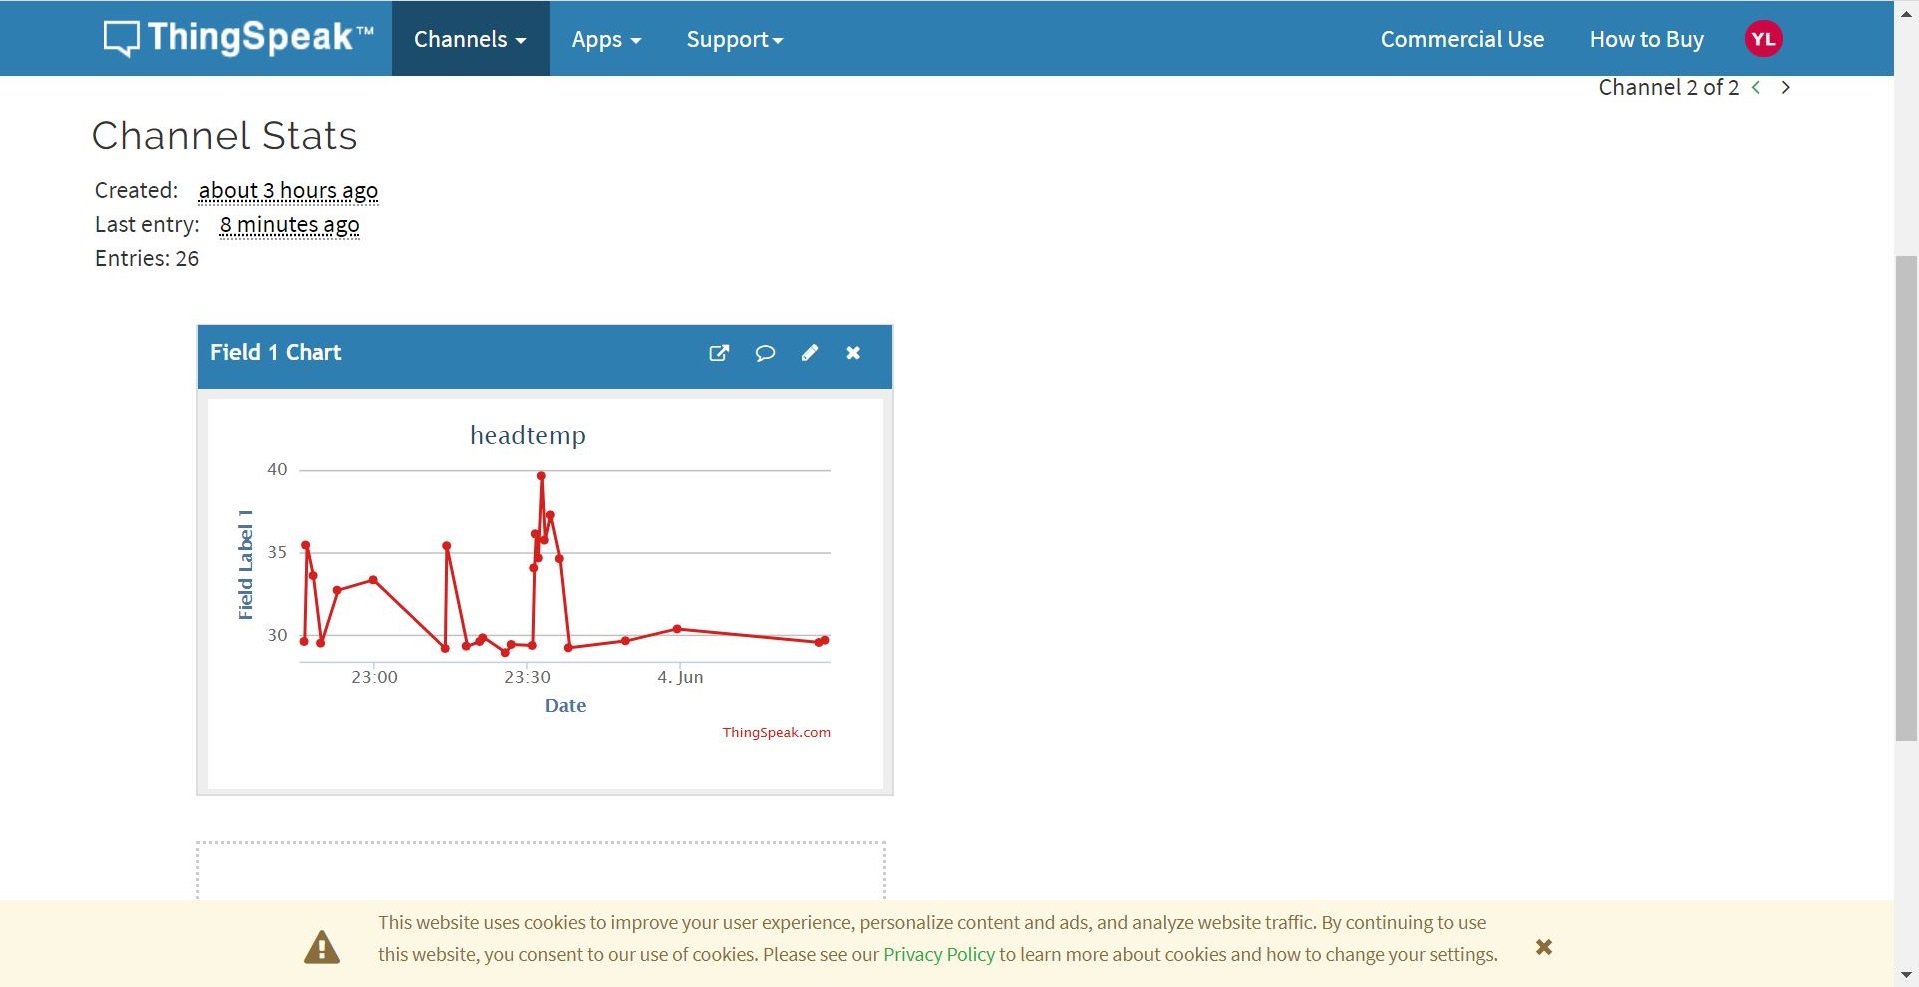 ThingSpeak™ Channels Apps Support Commercial Use How to Buy YL
Channel 2 of 2
Channel Stats
Created: about 3 hours ago
Last entry: 8 minutes ago
Entries: 26
Field 1 Chart
headtemp
40
35
30
Field Label 1
23:00 23:30 4. Jun
Date
ThingSpeak.com
This website uses cookies to improve your user experience, personalize content and ads, and analyze website traffic. By continuing to use
this website, you consent to our use of cookies. Please see our Privacy Policy to learn more about cookies and how to change your settings.